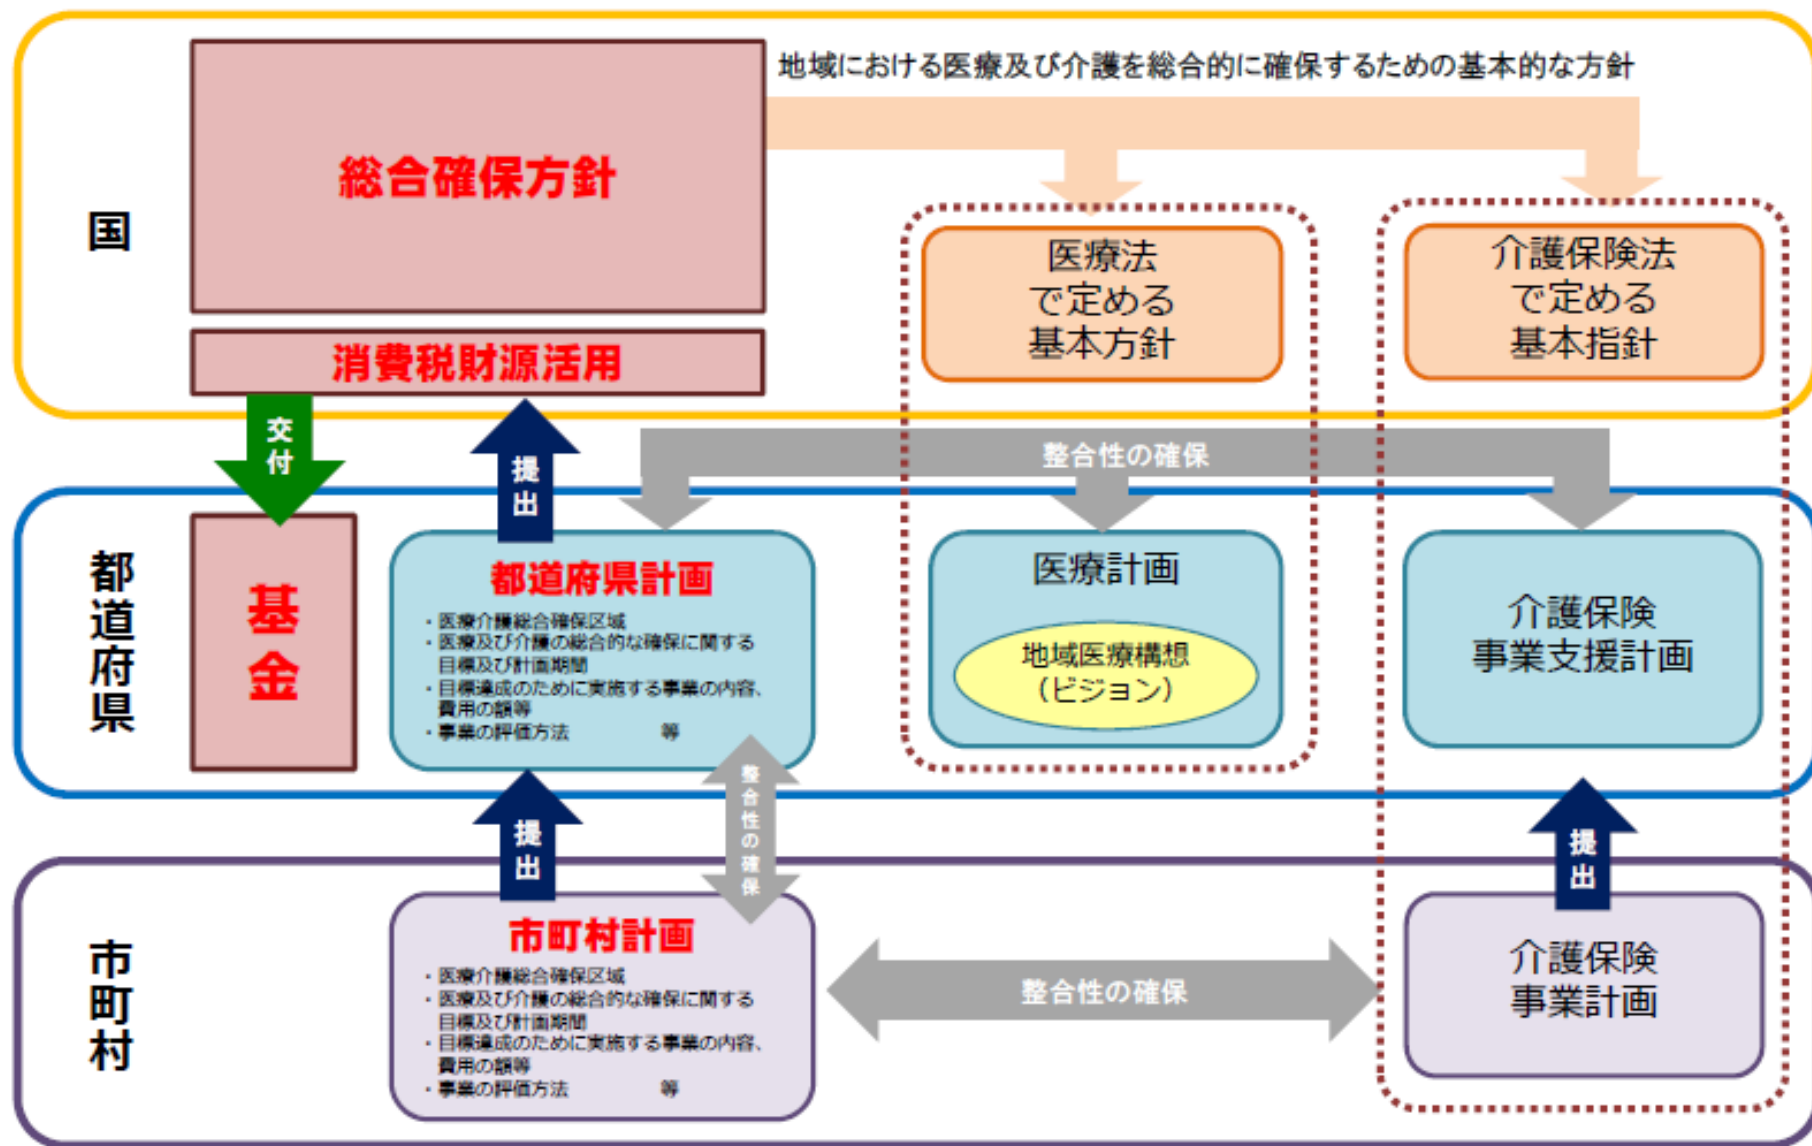 地域における医療及び介護を総合的に確保するための基本的な方針
国
総合確保方針
消費税財源活用
医療法
で定める
基本方針
介護保険法
で定める
基本指針
交付
提出
整合性の確保
都道府県
基金
都道府県計画
・医療介護総合確保区域
・医療及び介護の総合的な確保に関する
目標及び計画期間
・目標達成のために実施する事業の内容、
費用の額等
・事業の評価方法 等
医療計画
地域医療構想
（ビジョン）
介護保険
事業支援計画
提出
整合性の確保
提出
市町村
市町村計画
・医療介護総合確保区域
・医療及び介護の総合的な確保に関する
目標及び計画期間
・目標達成のために実施する事業の内容、
費用の額等
・事業の評価方法 等
整合性の確保
介護保険
事業計画